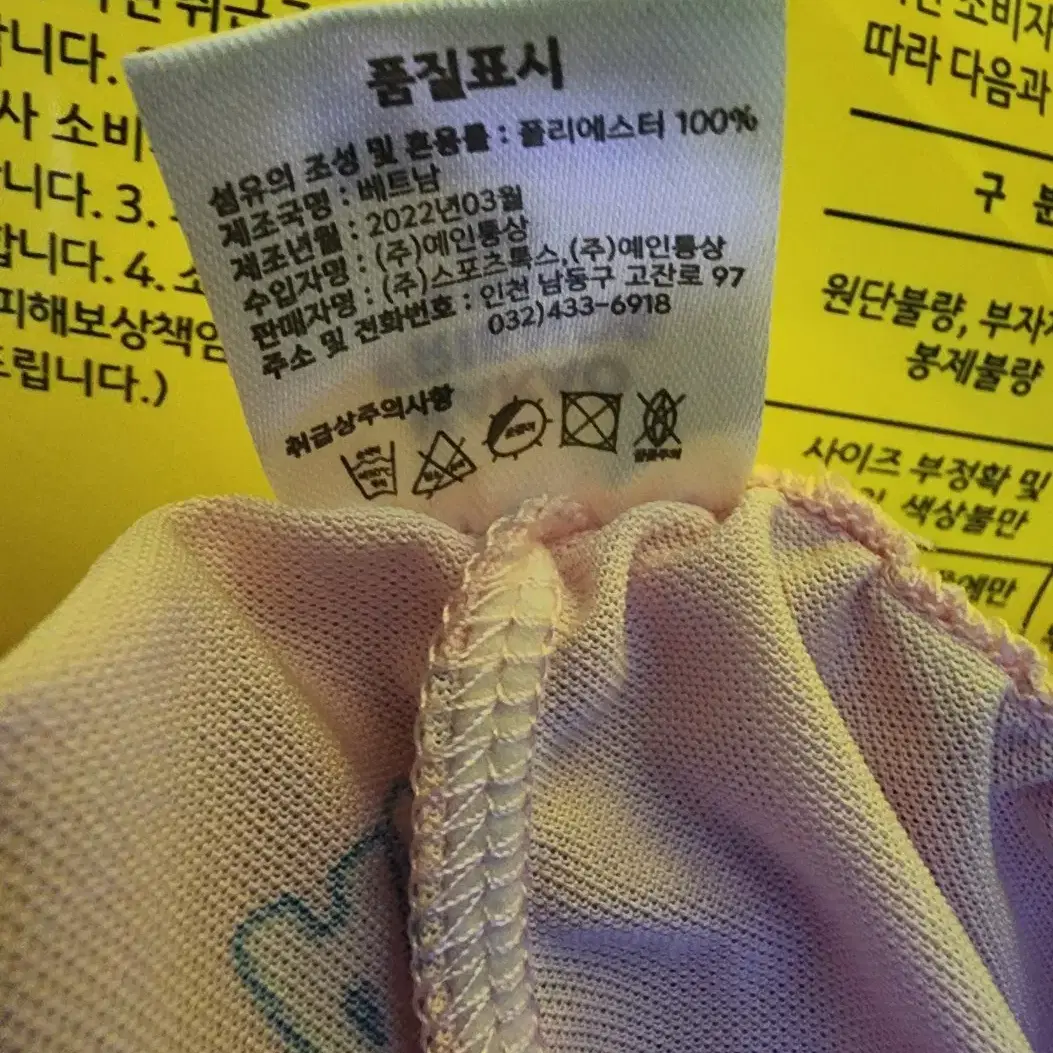 품질표시
섬유의 조성 및 혼용률 : 폴리에스터 100%
제조국명 : 베트남
제조년월 : 2022년03월
수입자명 : (주)예인통상
판매자명 : (주)스포츠톡스,(주)예인통상
주소 및 전화번호 : 인천 남동구 고잔로 97
032)433-6918
취급상주의사항
합니다.
사 소비
니다. 3.
합니다. 4. 소
피해보상책임
드립니다.)
소비자
따라 다음과
구 분
원단불량, 부자재
봉제불량
사이즈 부정확 및
색상불만